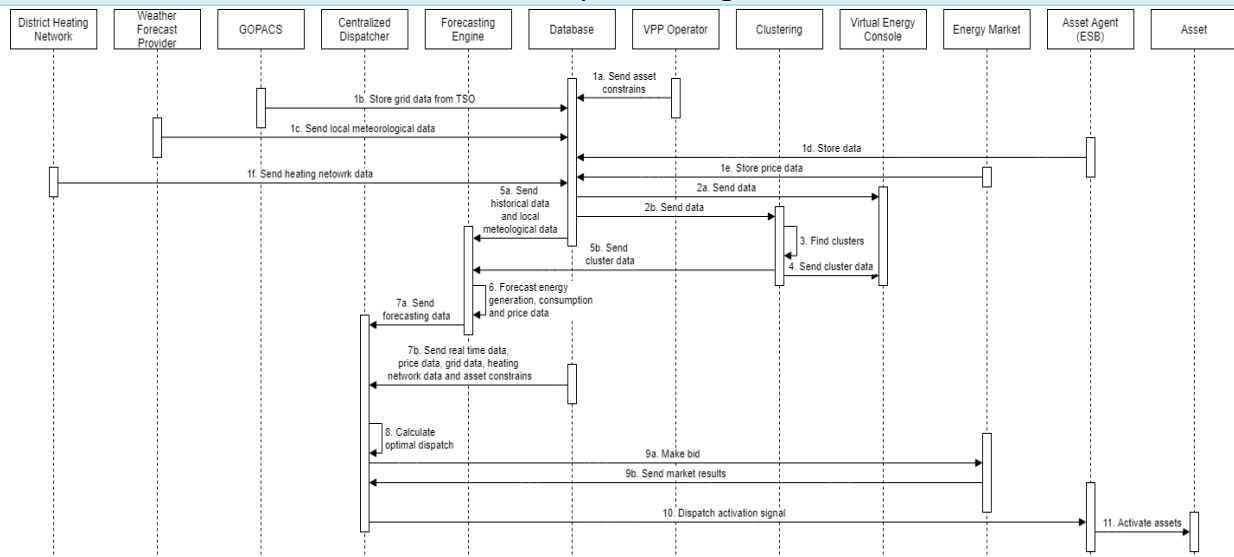 District Heating
Network
Weather
Forecast
Provider
GOPACS
Centralized
Dispatcher
Forecasting
Engine
Database
VPP Operator
Clustering
Virtual Energy
Console
Energy Market
Asset Agent
(ESB)
Asset
1a. Send asset
constrains
1b. Store grid data from TSO
1c. Send local meteorological data
1d. Store data
1e. Store price data
1f. Send heating netowrk data
5a. Send
historical data
and local
meteological data
2a. Send data
2b. Send data
3. Find clusters
5b. Send
cluster data
4. Send cluster data
6. Forecast energy
generation, consumption
and price data
7a. Send
forecasting data
7b. Send real time data,
price data, grid data, heating
network data and asset constrains
8. Calculate
optimal dispatch
9a. Make bid
9b. Send market results
10. Dispatch activation signal
11. Activate assets